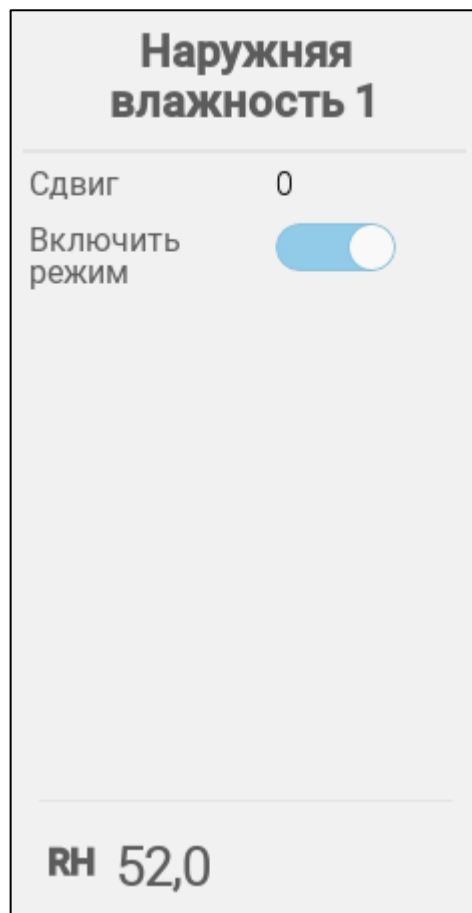 Наружняя
влажность 1
Сдвиг 0
Включить
режим
RH 52,0